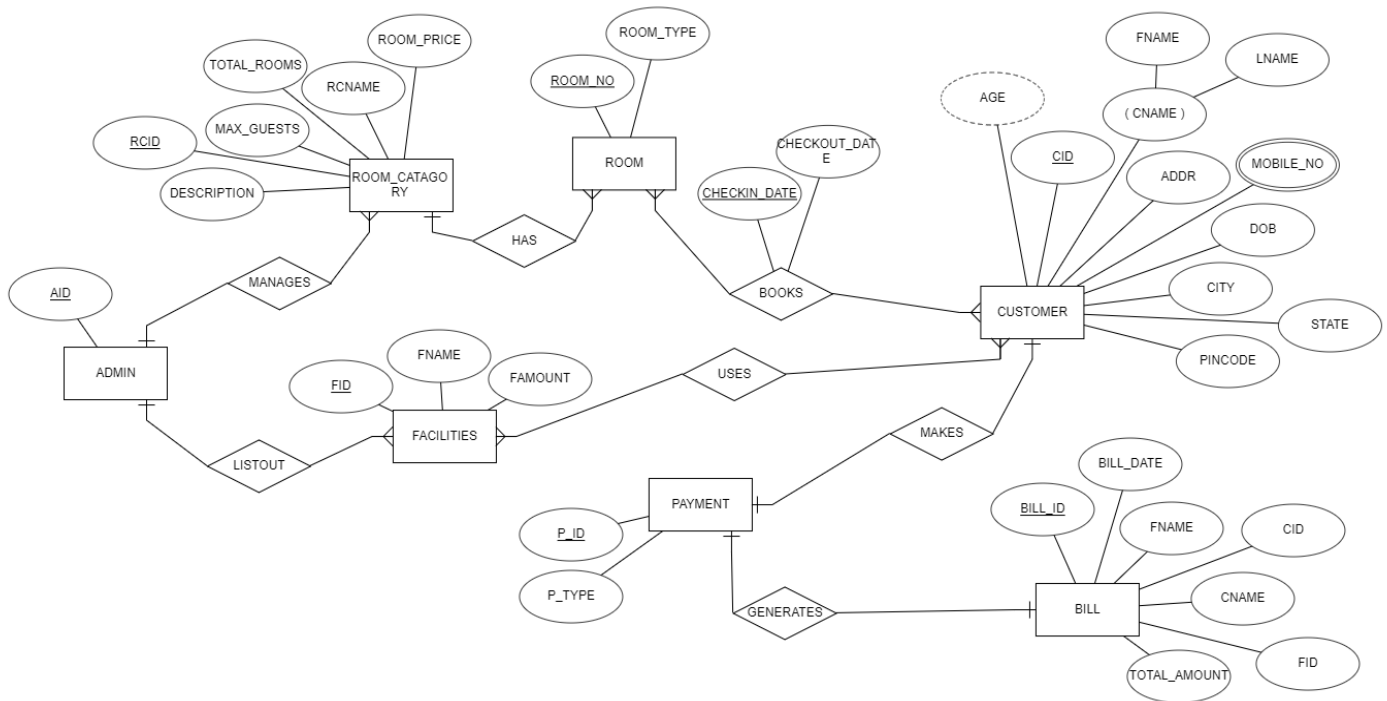 FNAME
ROOM_PRICE
ROOM_TYPE
LNAME
TOTAL_ROOMS
ROOM_NO
RCNAME
AGE
( CNAME )
MAX_GUESTS
RCID
CHECKOUT_DAT
E
ROOM
CID
ADDR
MOBILE_NO
ROOM_CATAGO
RY
DESCRIPTION
CHECKIN_DATE
HAS
DOB
MANAGES
AID
BOOKS
CITY
CUSTOMER
STATE
FNAME
PINCODE
ADMIN
FID
FAMOUNT
USES
FACILITIES
MAKES
LISTOUT
BILL_DATE
PAYMENT
BILL_ID
P_ID
FNAME
CID
P_TYPE
GENERATES
BILL
CNAME
TOTAL_AMOUNT
FID